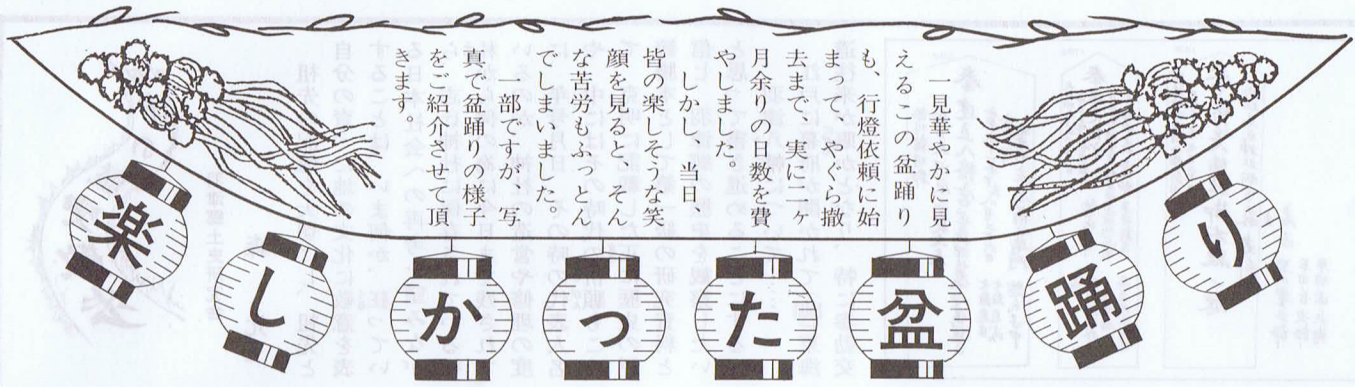 一見華やかに見
えるこの盆踊り
も、行燈依頼に始
まって、やぐら撤
去まで、実に二ヶ
月余りの日数を費
やしました。
しかし、当日、
皆の楽しそうな笑
顔を見ると、そん
な苦労もふっとん
でしまいました。
一部ですが、写
真で盆踊りの様子
をご紹介させて頂
きます。
楽しかった盆踊り